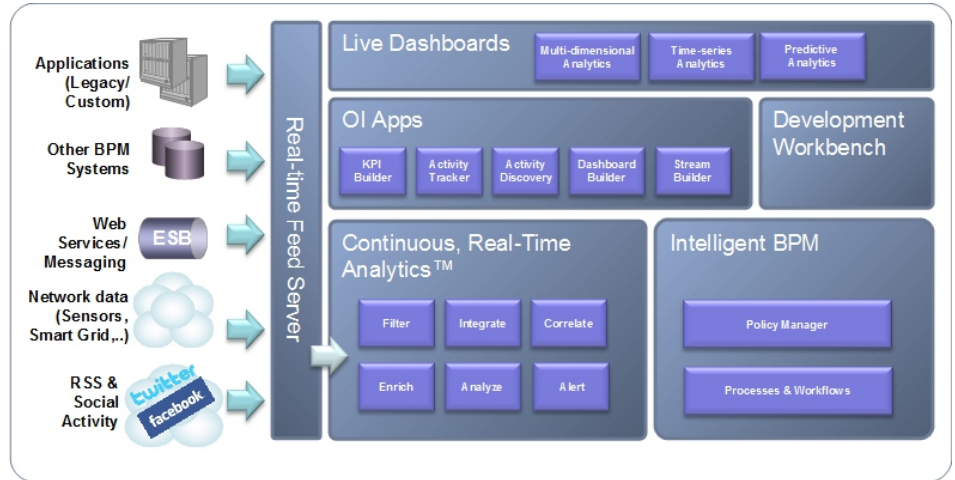 Applications
(Legacy/
Custom)
Other BPM
Systems
Web
Services/
Messaging
ESB
Network data
(Sensors,
Smart Grid,..)
RSS &
Social
Activity
twitter
facebook
Real-time Feed Server
Live Dashboards
Multi-dimensional
Analytics
Time-series
Analytics
Predictive
Analytics
OI Apps
KPI
Builder
Activity
Tracker
Activity
Discovery
Dashboard
Builder
Stream
Builder
Development
Workbench
Continuous, Real-Time
Analytics™
Filter
Integrate
Correlate
Enrich
Analyze
Alert
Intelligent BPM
Policy Manager
Processes & Workflows